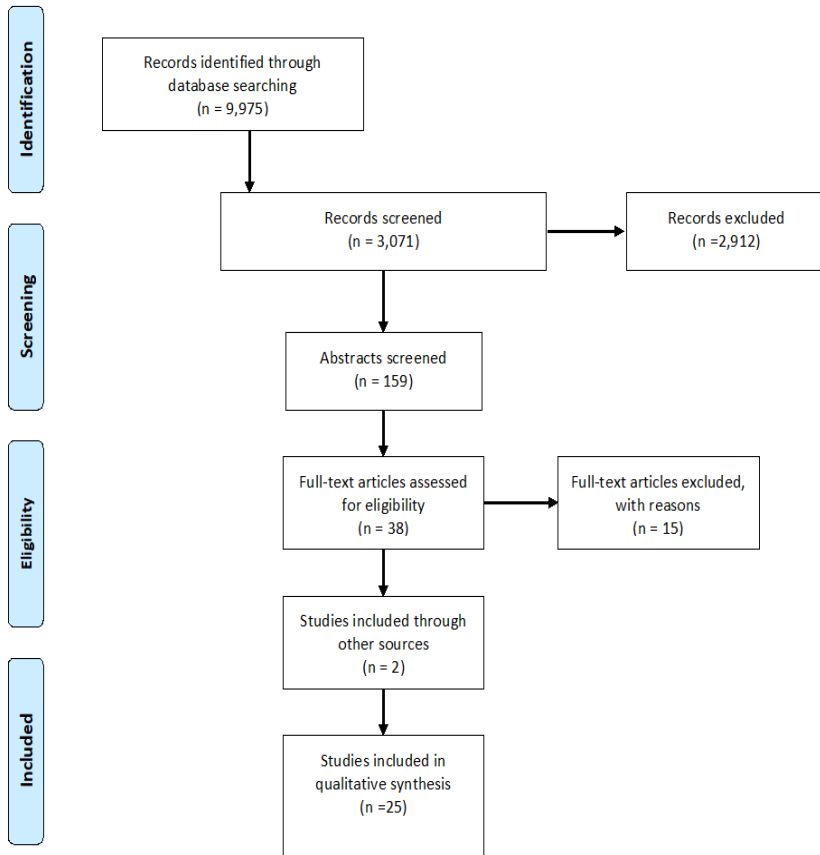 Identification
Records identified through
database searching
(n = 9,975)
Records screened
(n = 3,071)
Records excluded
(n =2,912)
Screening
Abstracts screened
(n = 159)
Eligibility
Full-text articles assessed
for eligibility
(n = 38)
Full-text articles excluded,
with reasons
(n = 15)
Studies included through
other sources
(n = 2)
Included
Studies included in
qualitative synthesis
(n =25)